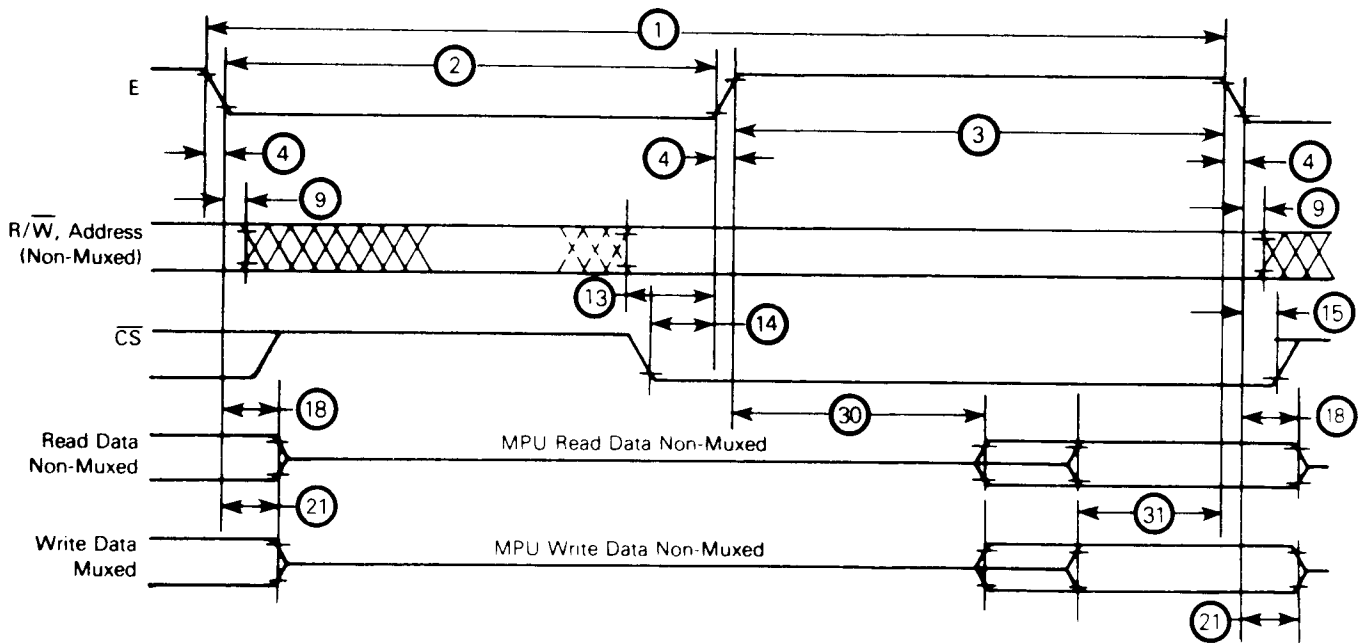 1
E
2
3
4
4
4
9
9
R/W̅, Address
(Non-Muxed)
13
14
15
C̅S̅
30
18
18
Read Data
Non-Muxed
MPU Read Data Non-Muxed
21
31
Write Data
Muxed
MPU Write Data Non-Muxed
21